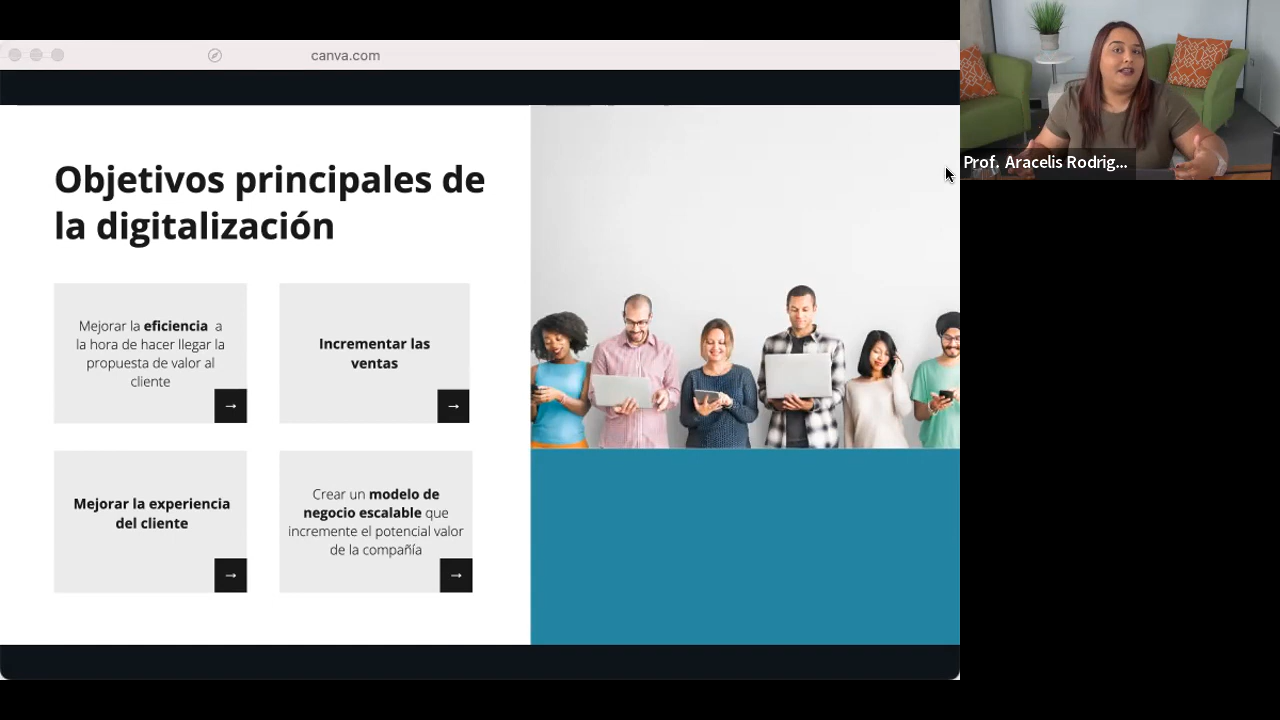 canva.com
Prof. Aracelis Rodrig...
Objetivos principales de
la digitalización
Mejorar la eficiencia a
la hora de hacer llegar la
propuesta de valor al
cliente
→
Incrementar las
ventas
→
Mejorar la experiencia
del cliente
→
Crear un modelo de
negocio escalable que
incremente el potencial valor
de la compañía
→